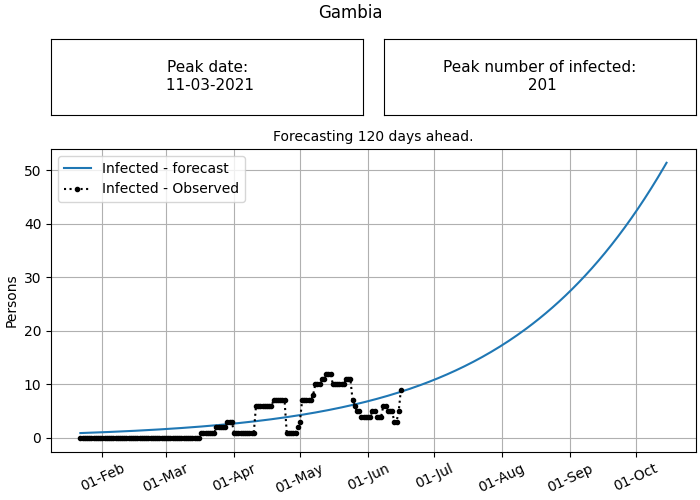 Gambia
Peak date:
11-03-2021
Peak number of infected:
201
Forecasting 120 days ahead.
Infected - forecast
Infected - Observed
Persons
50
40
30
20
10
0
01-Feb
01-Mar
01-Apr
01-May
01-Jun
01-Jul
01-Aug
01-Sep
01-Oct